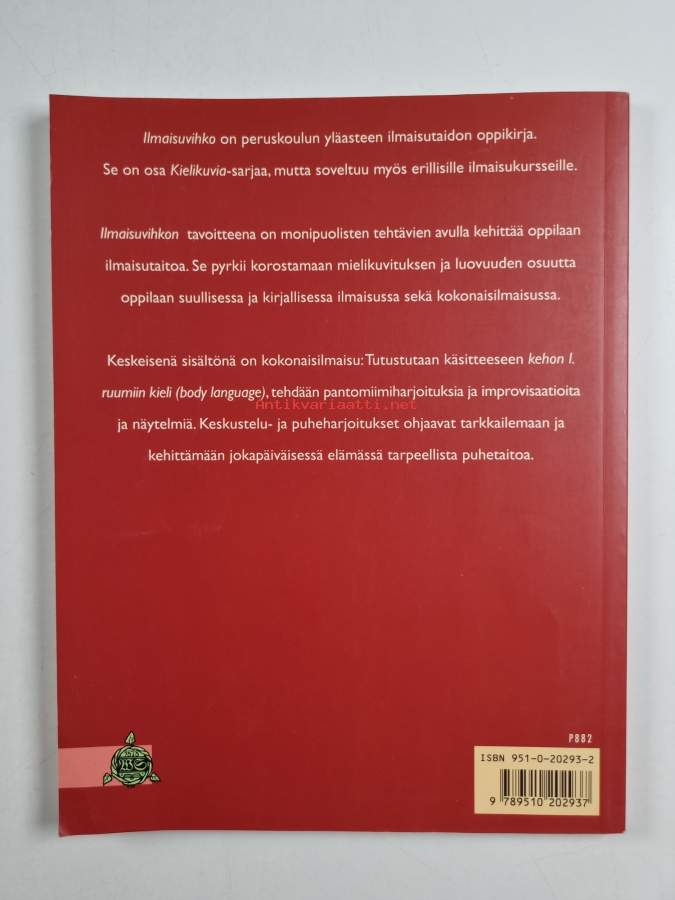 Ilmaisuvihko on peruskoulun yläasteen ilmaisutaidon oppikirja.
Se on osa Kielikuvia-sarjaa, mutta soveltuu myös erillisille ilmaisukursseille.
Ilmaisuvihkon tavoitteena on monipuolisten tehtävien avulla kehittää oppilaan
ilmaisutaitoa. Se pyrkii korostamaan mielikuvituksen ja luovuuden osuutta
oppilaan suullisessa ja kirjallisessa ilmaisussa sekä kokonaisilmaisussa.
Keskeisenä sisältönä on kokonaisilmaisu: Tutustutaan käsitteeseen kehon l.
ruumiin kieli (body language), tehdään pantomiimiharjoituksia ja improvisaatioita
Antikvariaatti.net
ja näytelmiä. Keskustelu- ja puheharjoitukset ohjaavat tarkkailemaan ja
kehittämään jokapäiväisessä elämässä tarpeellista puhetaitoa.
P882
ISBN 951-0-20293-2
9 789510 202937